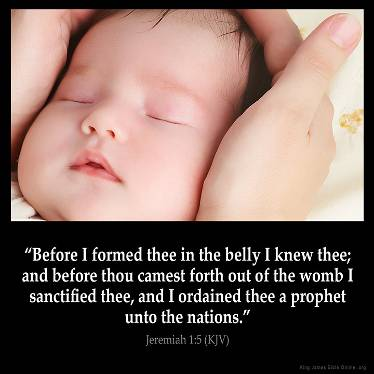 “Before I formed thee in the belly I knew thee;
and before thou camest forth out of the womb I
sanctified thee, and I ordained thee a prophet
unto the nations.”
Jeremiah 1:5 (KJV)
King James Bible Online .org